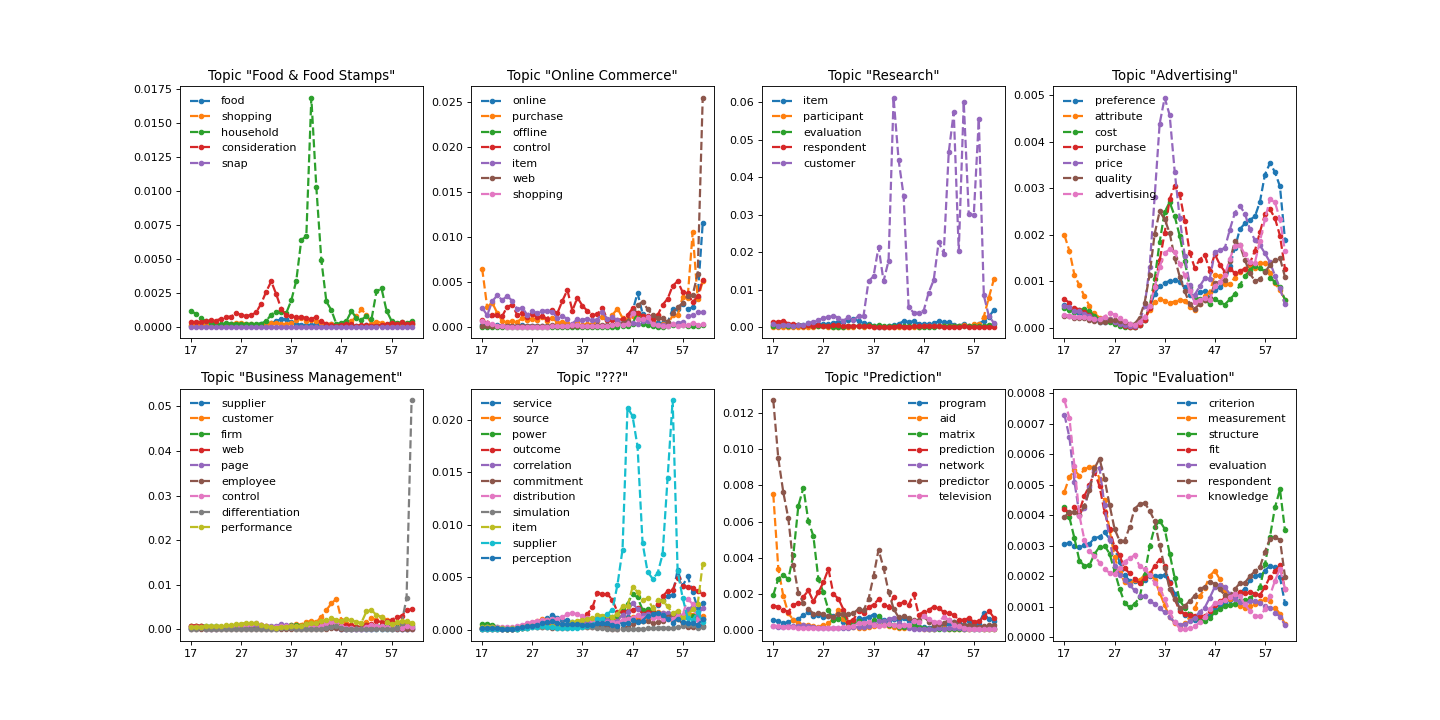 Topic "Food & Food Stamps"
0.0175
0.0150
0.0125
0.0100
0.0075
0.0050
0.0025
0.0000
food
shopping
household
consideration
snap
17 27 37 47 57
Topic "Online Commerce"
0.025
0.020
0.015
0.010
0.005
0.000
online
purchase
offline
control
item
web
shopping
17 27 37 47 57
Topic "Research"
0.06
0.05
0.04
0.03
0.02
0.01
0.00
item
participant
evaluation
respondent
customer
17 27 37 47 57
Topic "Advertising"
0.005
0.004
0.003
0.002
0.001
0.000
preference
attribute
cost
purchase
price
quality
advertising
17 27 37 47 57
Topic "Business Management"
0.05
0.04
0.03
0.02
0.01
0.00
supplier
customer
firm
web
page
employee
control
differentiation
performance
17 27 37 47 57
Topic "???"
0.020
0.015
0.010
0.005
0.000
service
source
power
outcome
correlation
commitment
distribution
simulation
item
supplier
perception
17 27 37 47 57
Topic "Prediction"
0.012
0.010
0.008
0.006
0.004
0.002
0.000
program
aid
matrix
prediction
network
predictor
television
17 27 37 47 57
Topic "Evaluation"
0.0008
0.0007
0.0006
0.0005
0.0004
0.0003
0.0002
0.0001
0.0000
criterion
measurement
structure
fit
evaluation
respondent
knowledge
17 27 37 47 57